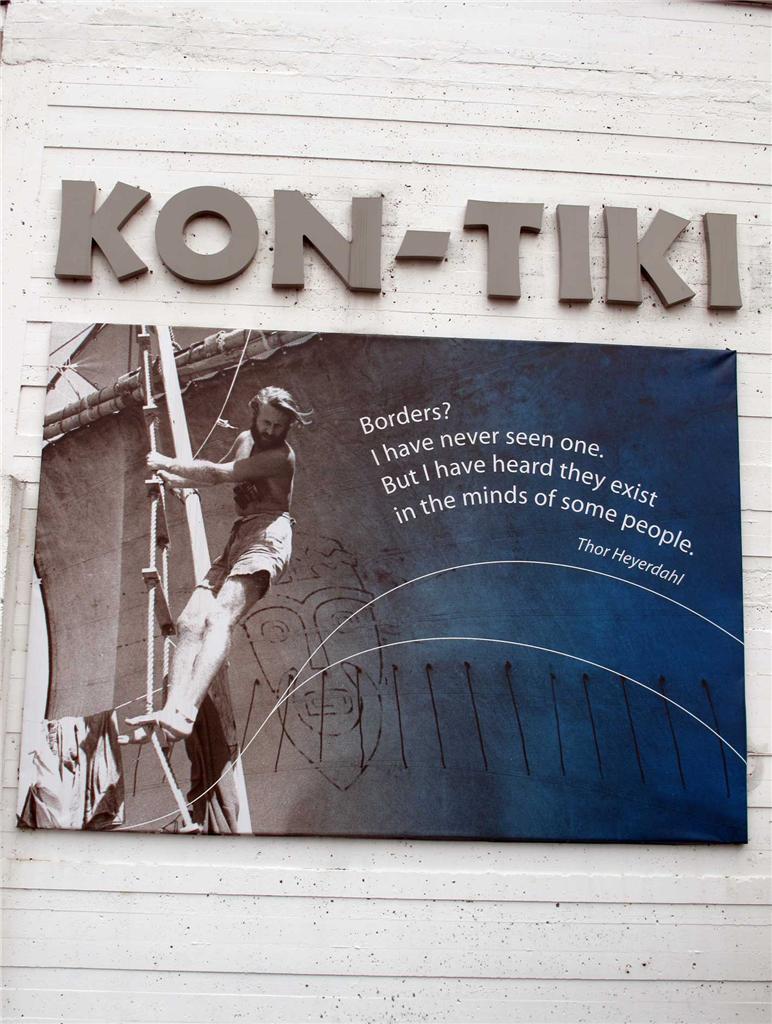 KON-TIKI
Borders?
I have never seen one.
But I have heard they exist
in the minds of some people.
Thor Heyerdahl